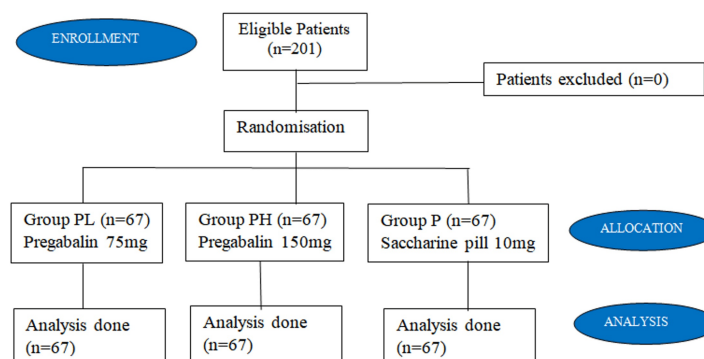 ENROLLMENT
Eligible Patients
(n=201)
Patients excluded (n=0)
Randomisation
Group PL (n=67)
Pregabalin 75mg
Group PH (n=67)
Pregabalin 150mg
Group P (n=67)
Saccharine pill 10mg
ALLOCATION
Analysis done
(n=67)
Analysis done
(n=67)
Analysis done
(n=67)
ANALYSIS